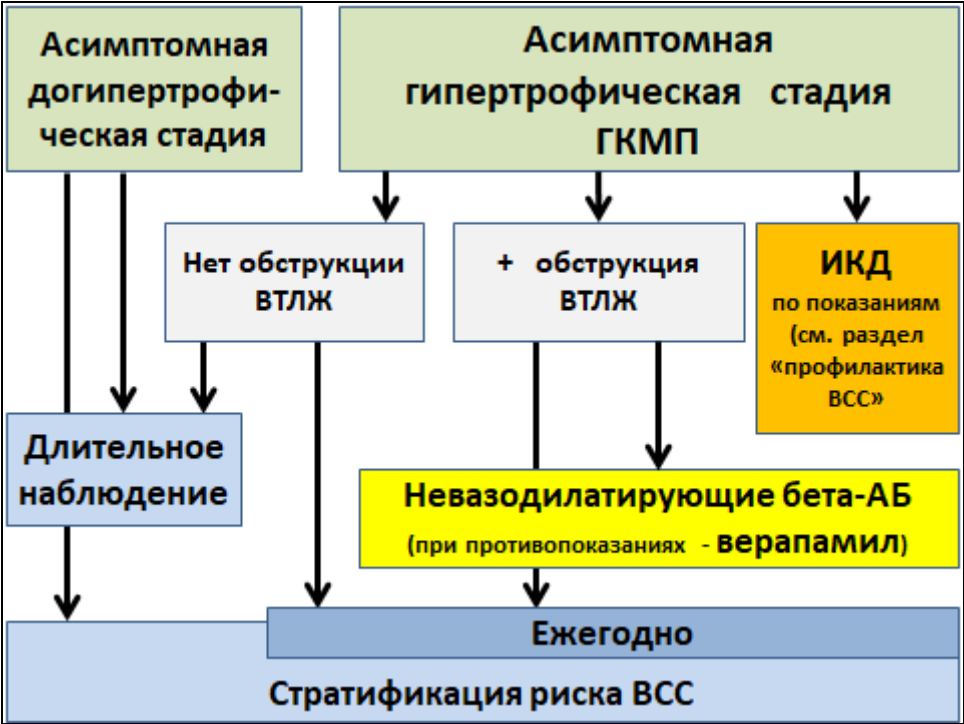 Асимптомная
догипертрофи-
ческая стадия
Асимптомная
гипертрофическая стадия
ГКМП
Нет обструкции
ВТЛЖ
+ обструкция
ВТЛЖ
ИКД
по показаниям
(см. раздел
«профилактика
ВСС»
Длительное
наблюдение
Невазодилатирующие бета-АБ
(при противопоказаниях - верапамил)
Ежегодно
Стратификация риска ВСС